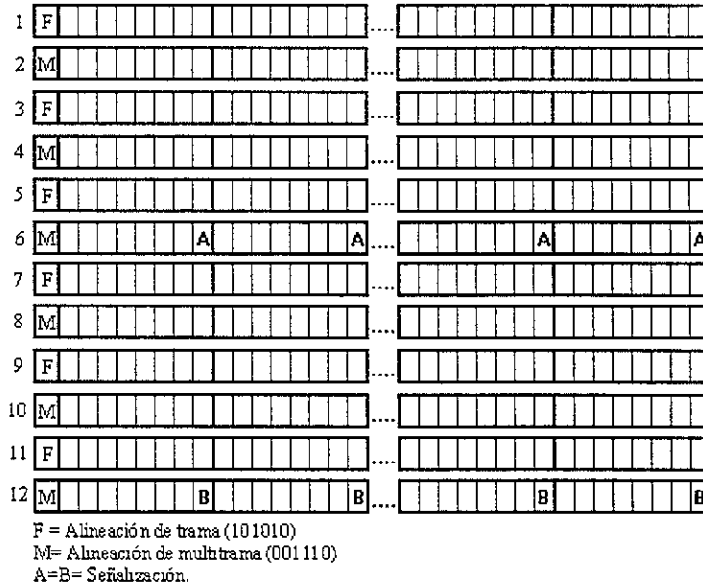 1 F ....
2 M ....
3 F ....
4 M ....
5 F ....
6 M A A .... A A
7 F ....
8 M ....
9 F ....
10 M ....
11 F ....
12 M B B .... B B
F = Alineación de trama (101010)
M= Alineación de multitrama (001110)
A=B= Señalización.